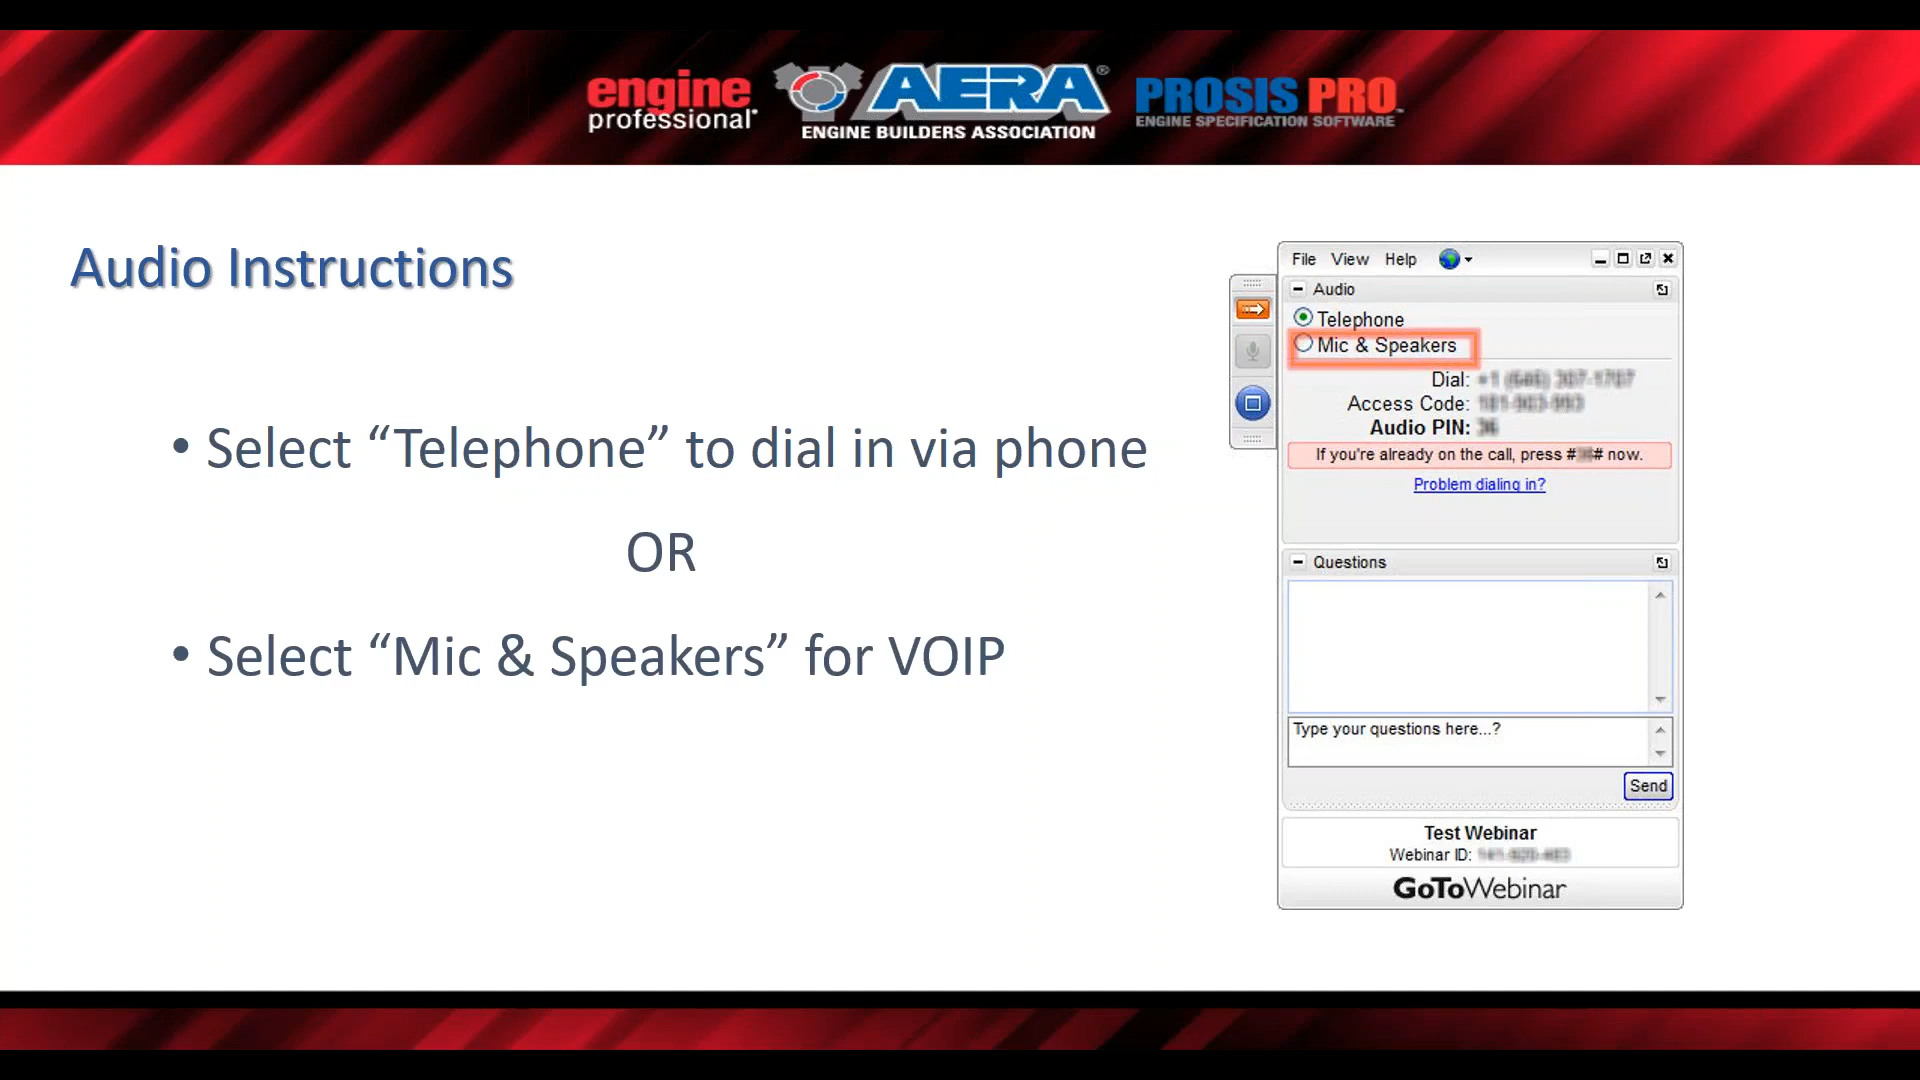 engine
professional®
AERA®
ENGINE BUILDERS ASSOCIATION
PROSIS PRO™
ENGINE SPECIFICATION SOFTWARE
Audio Instructions
• Select “Telephone” to dial in via phone
OR
• Select “Mic & Speakers” for VOIP
File View Help
Audio
Telephone
Mic & Speakers
Dial:
Access Code:
Audio PIN:
If you're already on the call, press # # now.
Problem dialing in?
Questions
Type your questions here...?
Send
Test Webinar
Webinar ID:
GoToWebinar